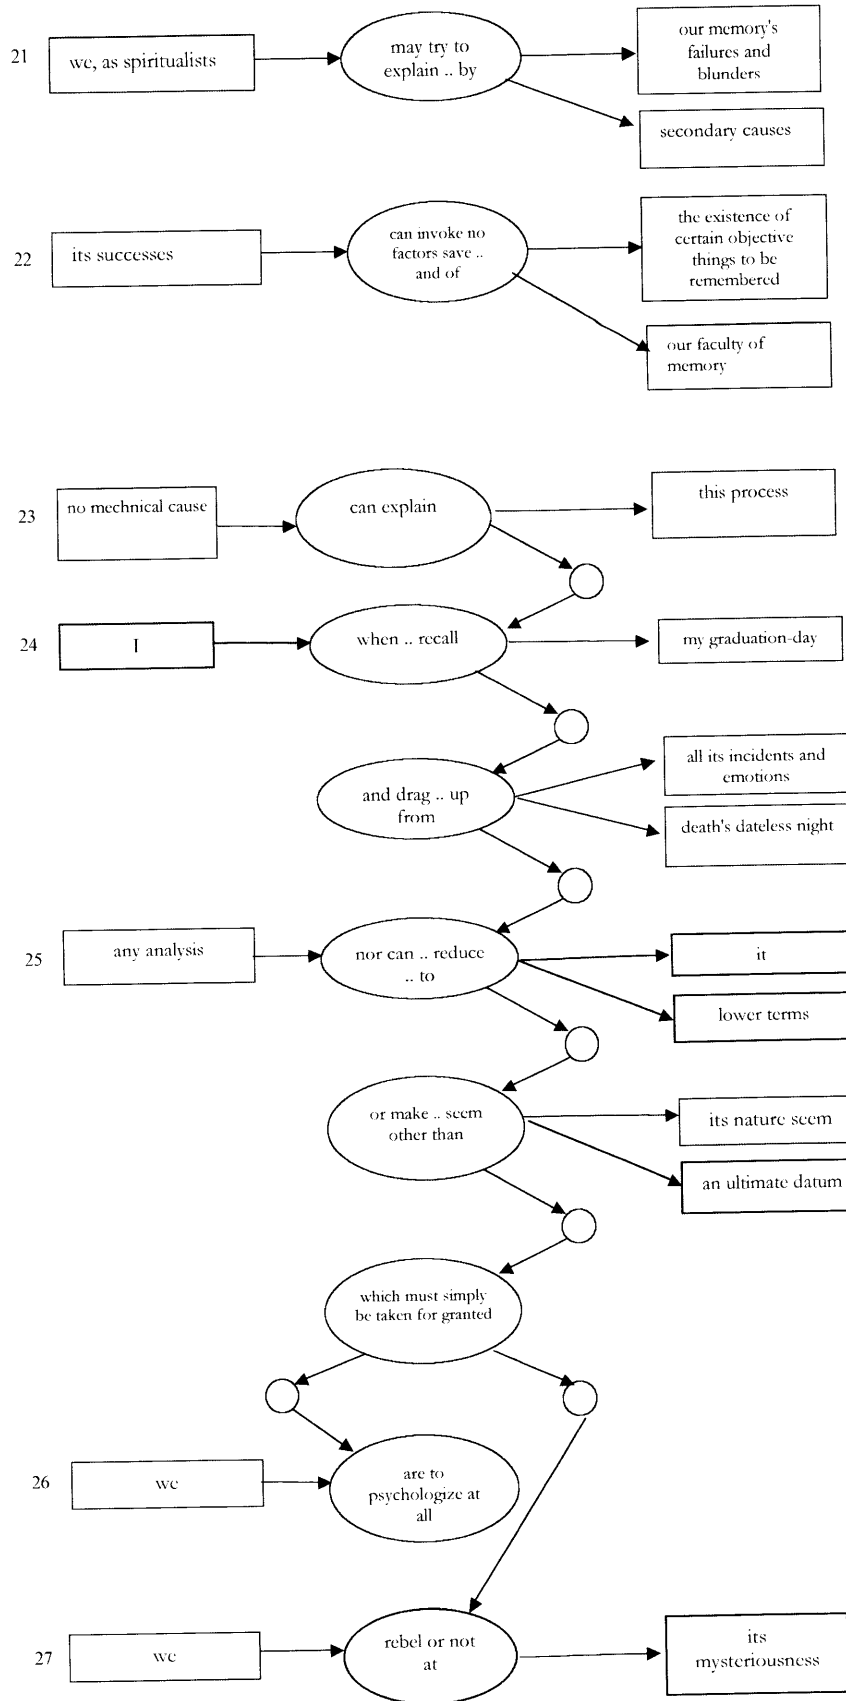 21
we, as spiritualists
may try to
explain .. by
our memory's
failures and
blunders
secondary causes
22
its successes
can invoke no
factors save ..
and of
the existence of
certain objective
things to be
remembered
our faculty of
memory
23
no mechnical cause
can explain
this process
24
I
when .. recall
my graduation-day
and drag .. up
from
all its incidents and
emotions
death's dateless night
25
any analysis
nor can .. reduce
.. to
it
lower terms
or make .. seem
other than
its nature seem
an ultimate datum
which must simply
be taken for granted
26
we
are to
psychologize at
all
27
we
rebel or not
at
its
mysteriousness